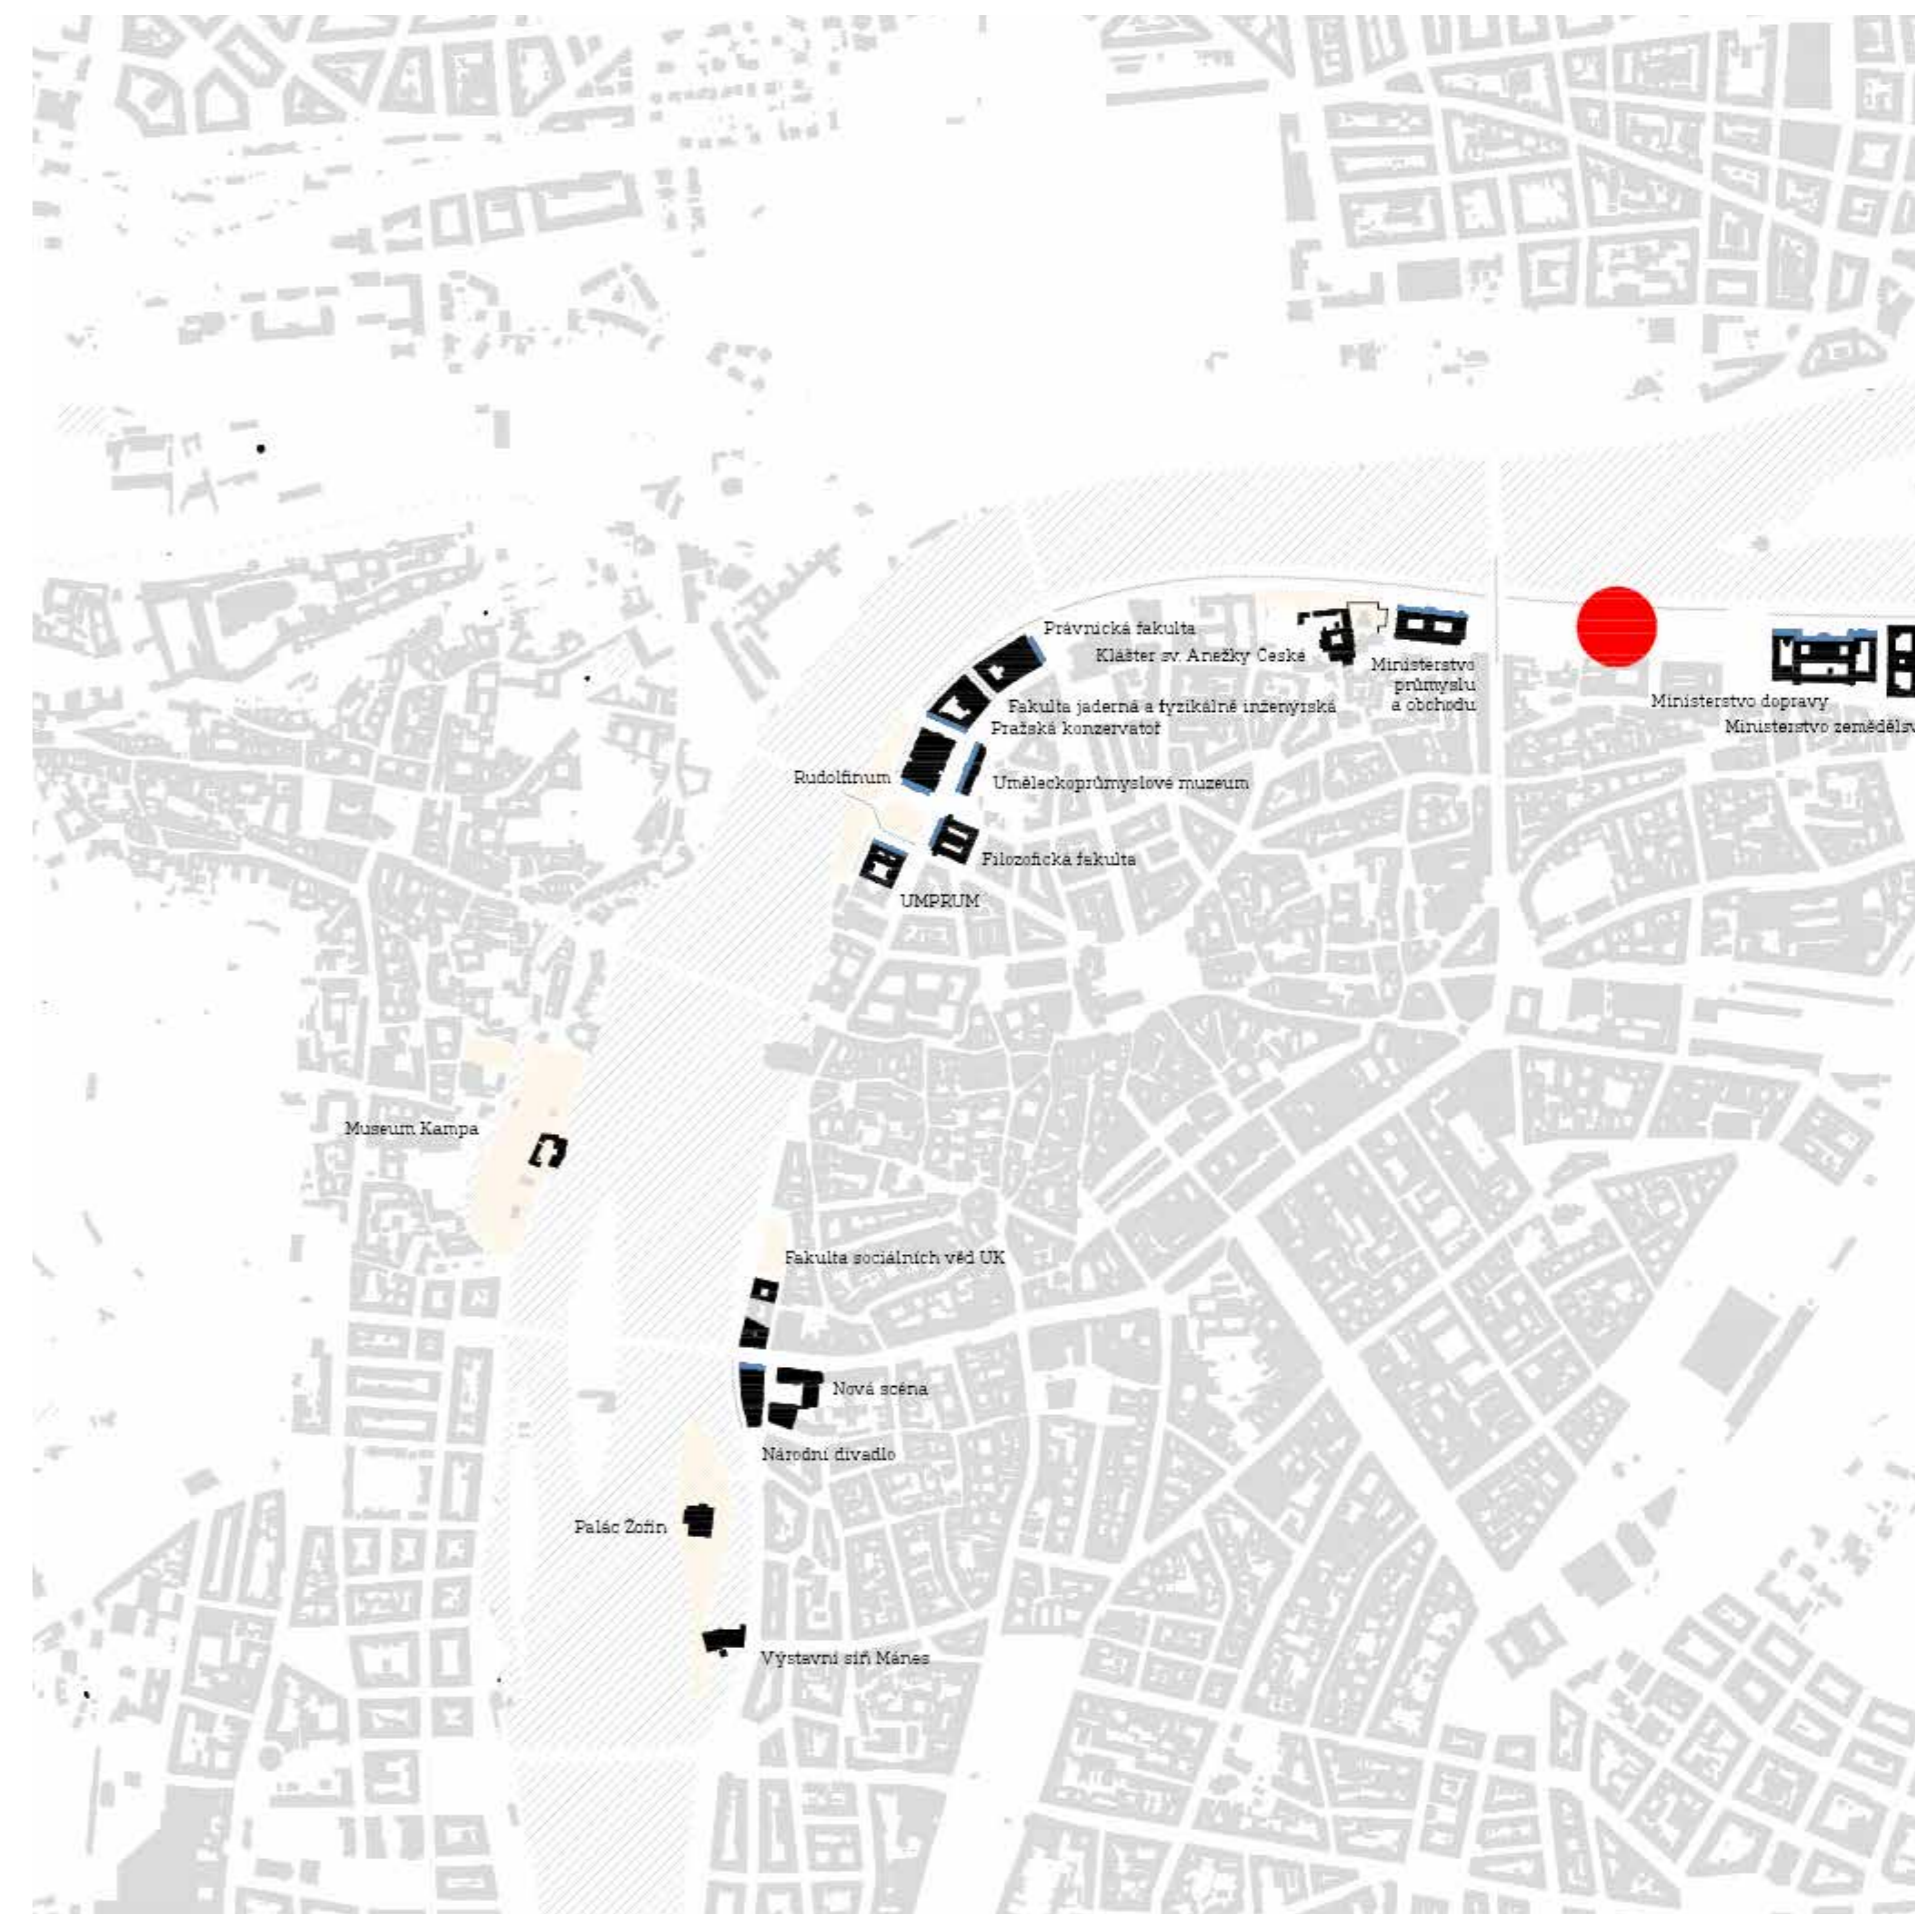 Právnická fakulta
Klášter sv. Anežky České
Ministerstvo
průmyslu
a obchodu
Ministerstvo dopravy
Ministerstvo zemědělsv
Fakulta jaderná a fyzikálně inženýrská
Pražská konzervatoř
Rudolfinum
Uměleckoprůmyslové muzeum
Filozofická fakulta
UMPRUM
Museum Kampa
Fakulta sociálních věd UK
Nová scéna
Národní divadlo
Palác Žofín
Výstavní síň Mánes